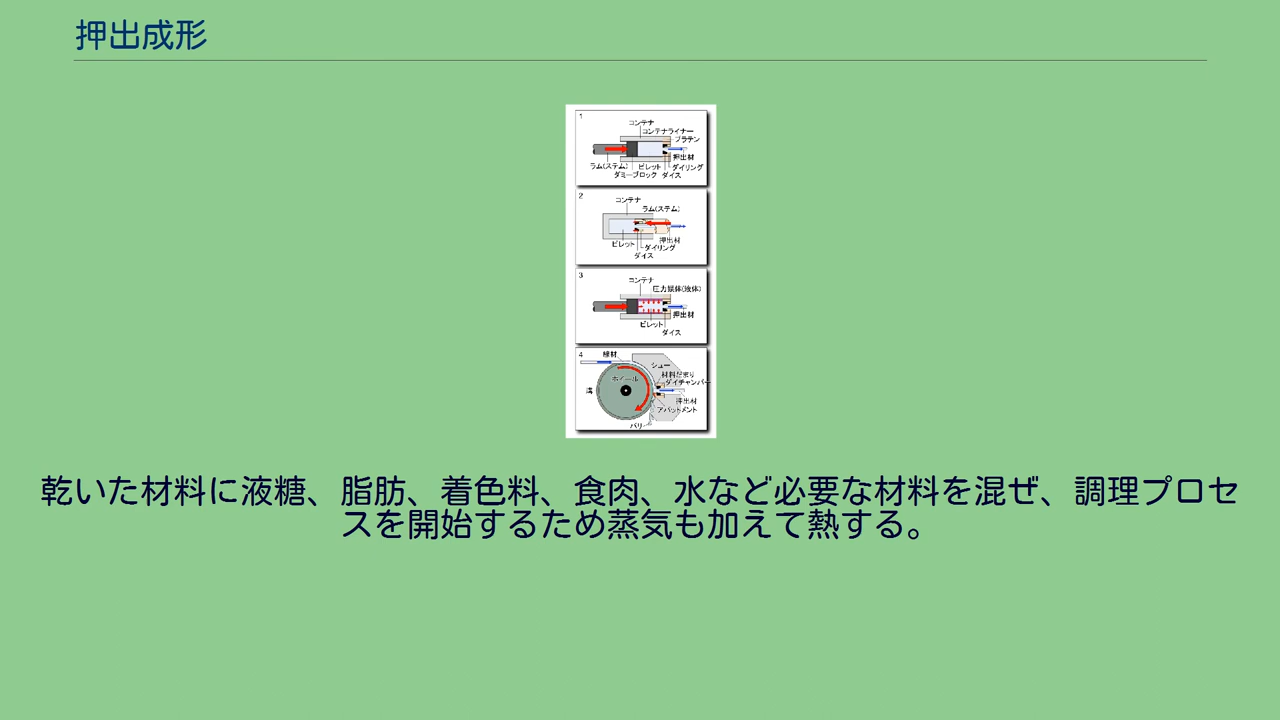 押出成形
1
コンテナ
コンテナライナー
プラテン
押出材
ラム(ステム)
ビレット
ダイリング
ダミーブロック
ダイス
2
コンテナ
ラム(ステム)
押出材
ビレット
ダイリング
ダイス
3
コンテナ
圧力媒体(液体)
押出材
ビレット
ダイス
4
線材
シュー
材料だまり
ホイール
ダイチャンバー
溝
押出材
アバットメント
バリ
乾いた材料に液糖、脂肪、着色料、食肉、水など必要な材料を混ぜ、調理プロセ
スを開始するため蒸気も加えて熱する。